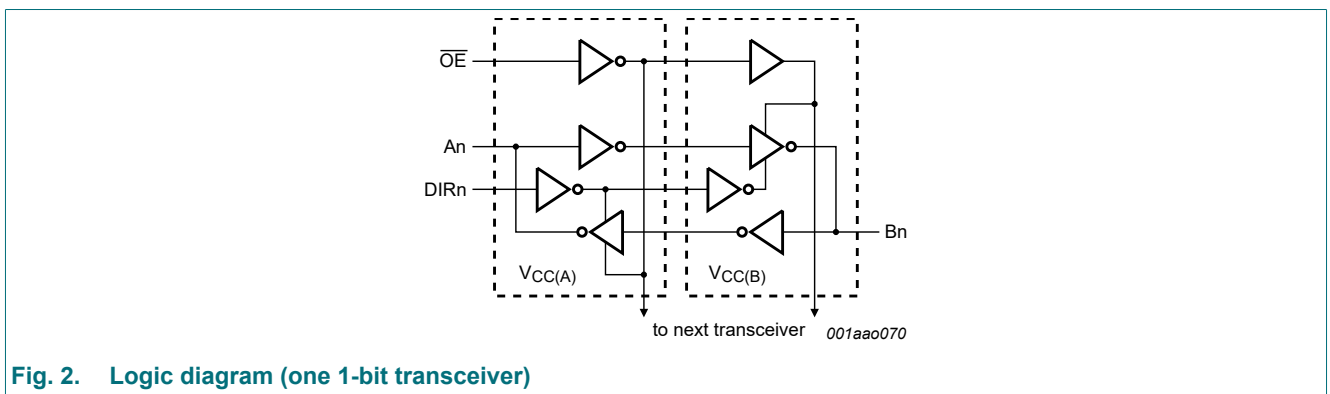 OE
An
DIRn
Bn
VCC(A)
VCC(B)
to next transceiver
001aao070
Fig. 2. Logic diagram (one 1-bit transceiver)